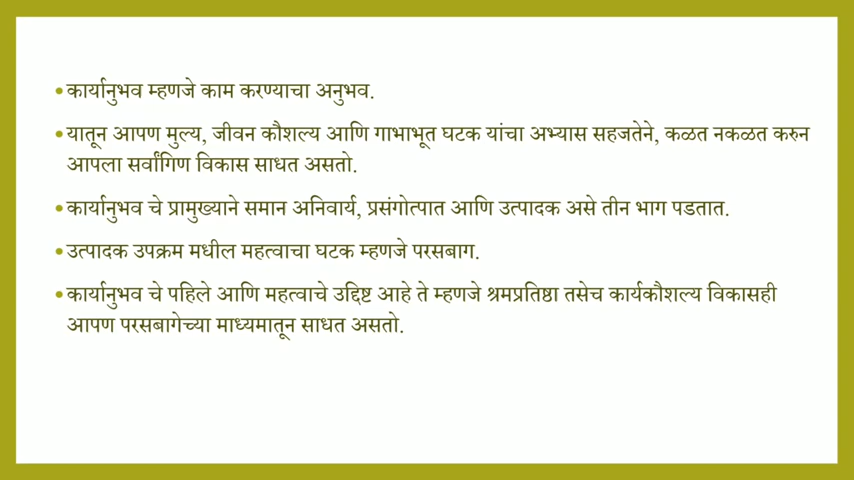 •कार्यानुभव म्हणजे काम करण्याचा अनुभव.
•यातून आपण मुल्य, जीवन कौशल्य आणि गाभाभूत घटक यांचा अभ्यास सहजतेने, कळत नकळत करुन
आपला सर्वांगिण विकास साधत असतो.
•कार्यानुभव चे प्रामुख्याने समान अनिवार्य, प्रसंगोत्पात आणि उत्पादक असे तीन भाग पडतात.
•उत्पादक उपक्रम मधील महत्वाचा घटक म्हणजे परसबाग.
•कार्यानुभव चे पहिले आणि महत्वाचे उद्दिष्ट आहे ते म्हणजे श्रमप्रतिष्ठा तसेच कार्यकौशल्य विकासही
आपण परसबागेच्या माध्यमातून साधत असतो.